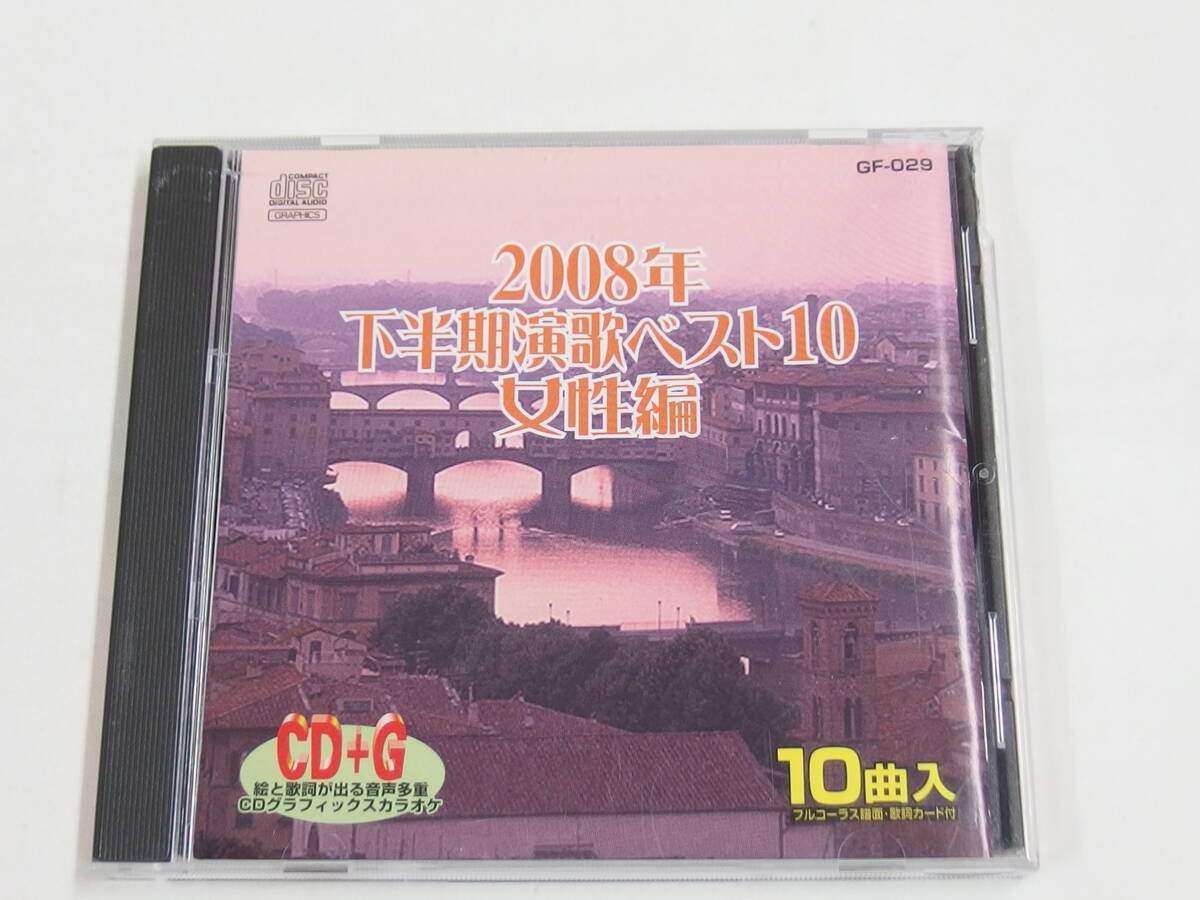 COMPACT
disc
DIGITAL AUDIO
GRAPHICS
GF-029
2008年
下半期演歌ベスト10
女性編
CD+G
絵と歌詞が出る音声多重
CDグラフィックスカラオケ
10曲入
フルコーラス譜面・歌詞カード付